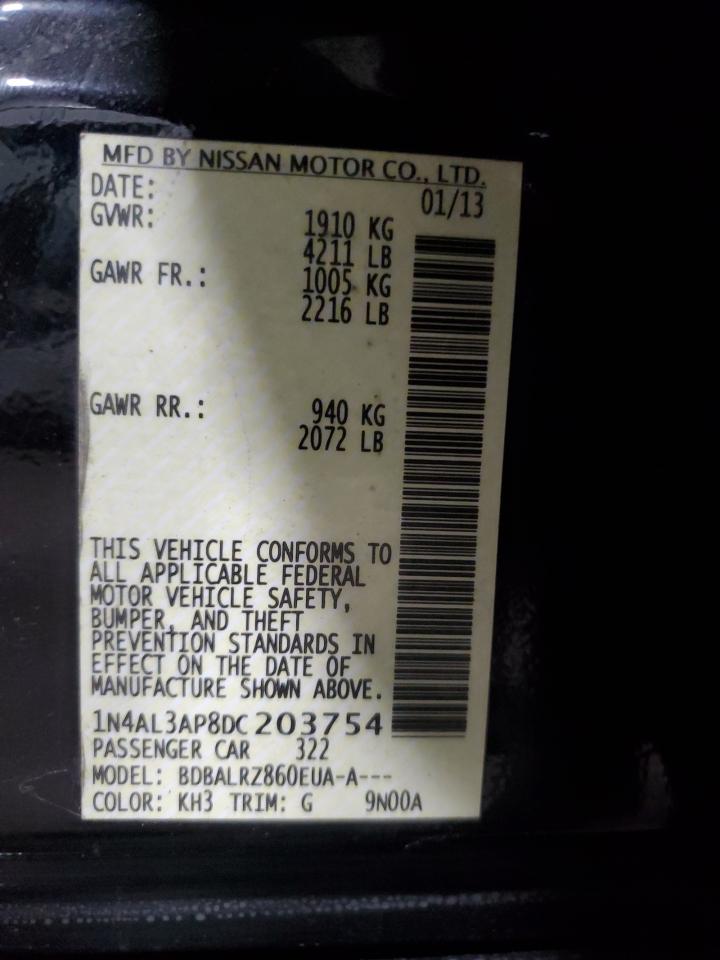 MFD BY NISSAN MOTOR CO., LTD.
DATE: 01/13
GVWR: 1910 KG
4211 LB
GAWR FR.: 1005 KG
2216 LB
GAWR RR.: 940 KG
2072 LB
THIS VEHICLE CONFORMS TO
ALL APPLICABLE FEDERAL
MOTOR VEHICLE SAFETY,
BUMPER, AND THEFT
PREVENTION STANDARDS IN
EFFECT ON THE DATE OF
MANUFACTURE SHOWN ABOVE.
1N4AL3AP8DC203754
PASSENGER CAR 322
MODEL: BDBALRZ860EUA-A---
COLOR: KH3 TRIM: G 9N00A